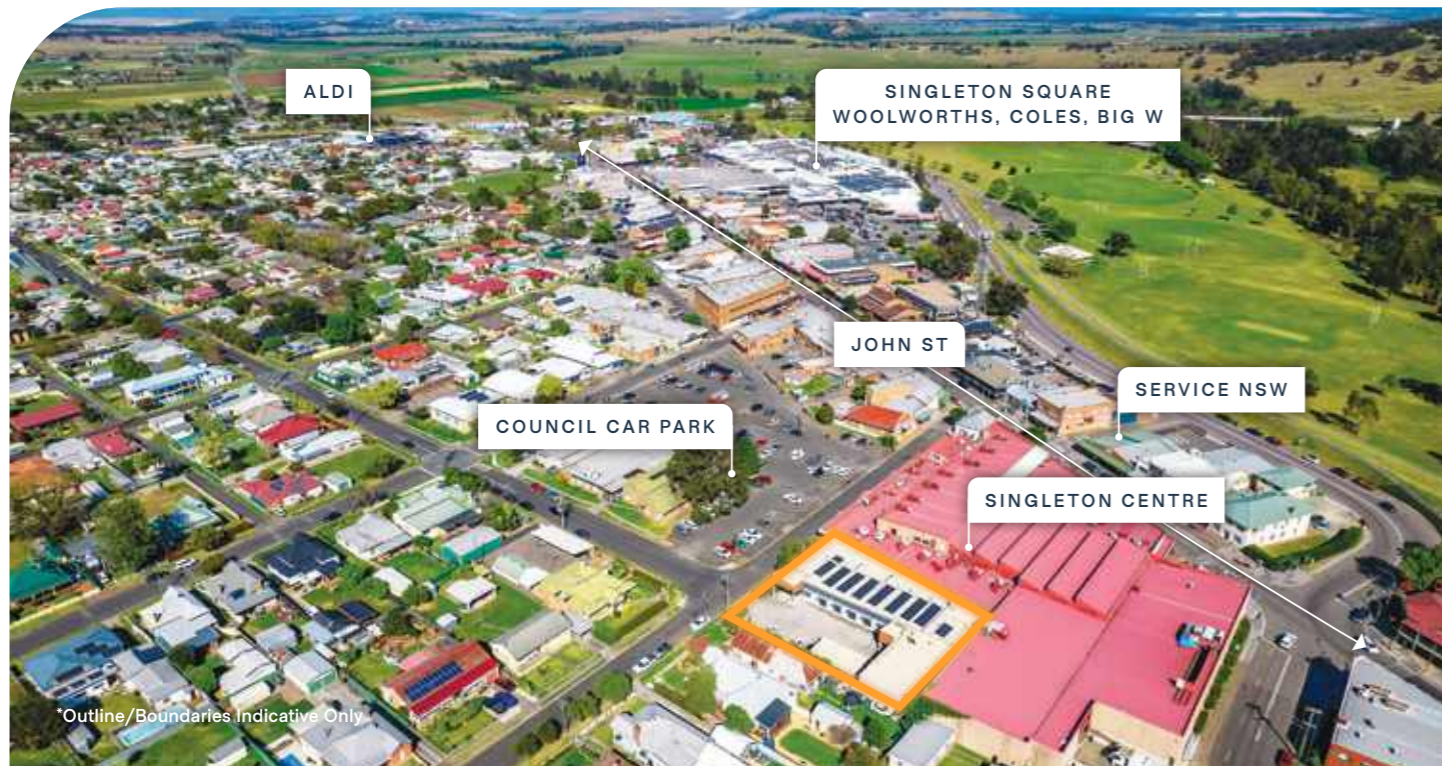 ALDI
SINGLETON SQUARE
WOOLWORTHS, COLES, BIG W
JOHN ST
SERVICE NSW
COUNCIL CAR PARK
SINGLETON CENTRE
*Outline/Boundaries Indicative Only